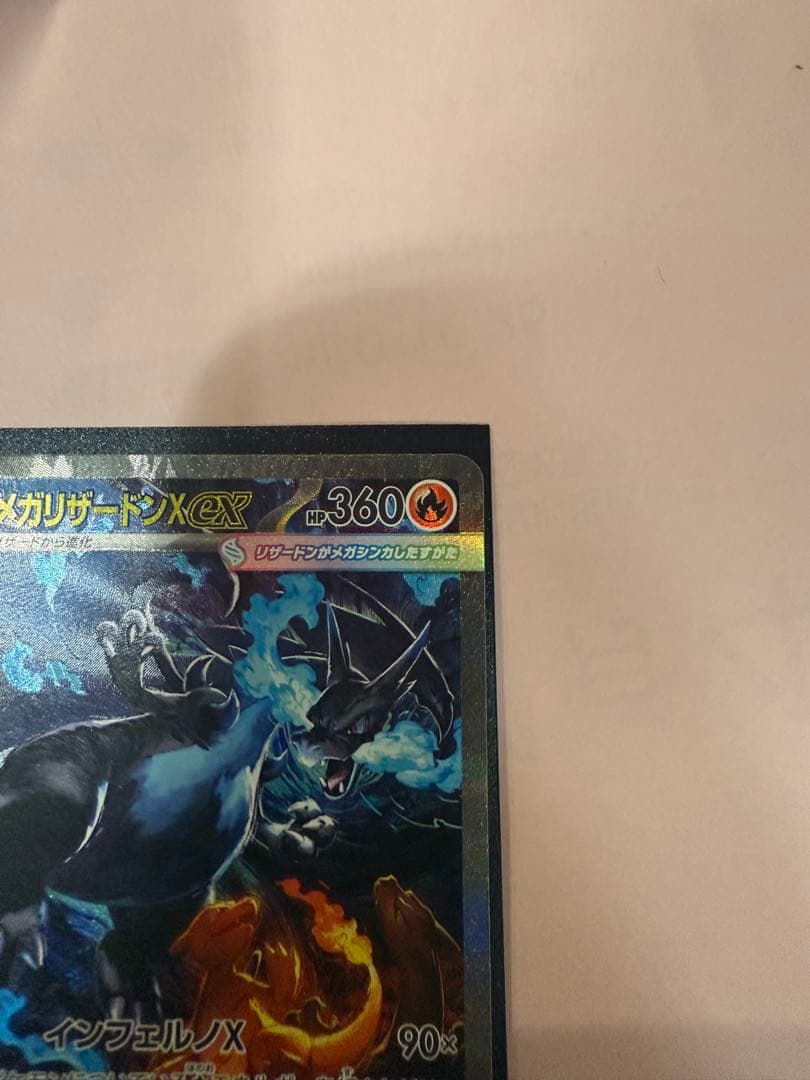 メガリザードンXex HP360
リザードから進化
リザードンがメガシンカしたすがた
インフェルノX 90×